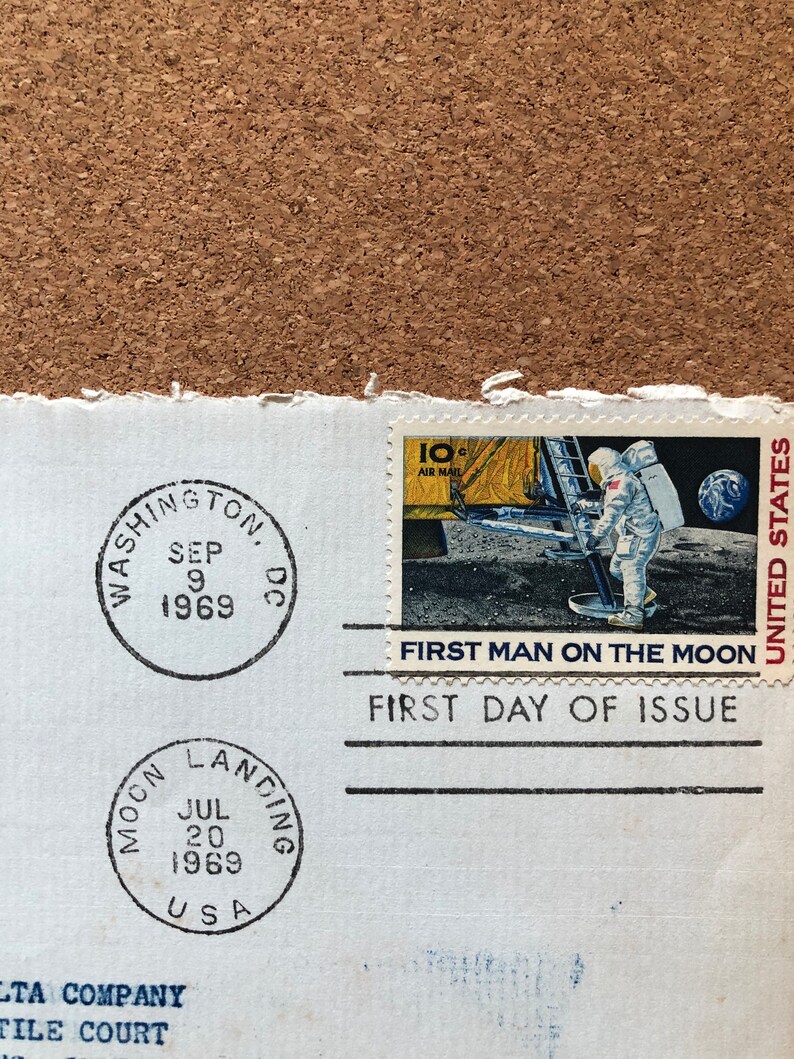 10c
AIR MAIL
UNITED STATES
FIRST MAN ON THE MOON
WASHINGTON, DC
SEP
9
1969
FIRST DAY OF ISSUE
MOON LANDING
JUL
20
1969
USA
LTA COMPANY
TILE COURT